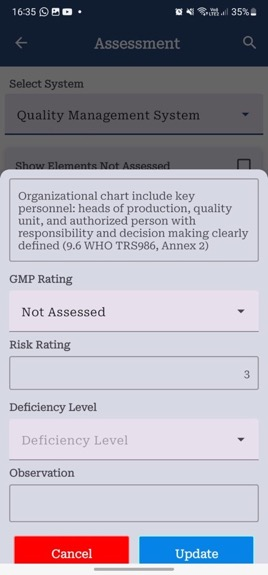 16:35
35%
Assessment
Select System
Quality Management System
Show Elements Not Assessed
Organizational chart include key
personnel: heads of production, quality
unit, and authorized person with
responsibility and decision making clearly
defined (9.6 WHO TRS986, Annex 2)
GMP Rating
Not Assessed
Risk Rating
3
Deficiency Level
Deficiency Level
Observation
Cancel
Update